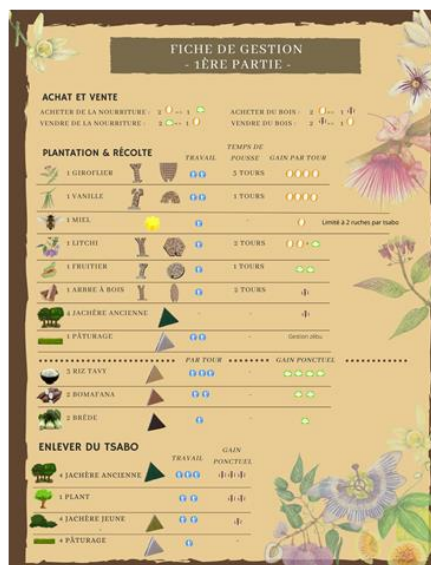 FICHE DE GESTION
- 1ÈRE PARTIE -
ACHAT ET VENTE
ACHETER DE LA NOURRITURE : 2 ↔ 1
ACHETER DU BOIS : 2 ↔ 1
VENDRE DE LA NOURRITURE : 2 ↔ 1
VENDRE DU BOIS : 2 ↔ 1
PLANTATION & RÉCOLTE
TRAVAIL
TEMPS DE POUSSE
GAIN PAR TOUR
1 GIROFLIER 3 TOURS
1 VANILLE 1 TOURS
1 MIEL - Limité à 2 ruches par tsabo
1 LITCHI 2 TOURS +
1 FRUITIER 1 TOURS
1 ARBRE À BOIS 2 TOURS
4 JACHÈRE ANCIENNE - -
1 PÂTURAGE - Gestion zébu
PAR TOUR GAIN PONCTUEL
3 RIZ TAVY -
2 BOMATANA -
2 BRÈDE -
ENLEVER DU TSABO
TRAVAIL
GAIN PONCTUEL
4 JACHÈRE ANCIENNE
1 PLANT
4 JACHÈRE JEUNE
4 PÂTURAGE -